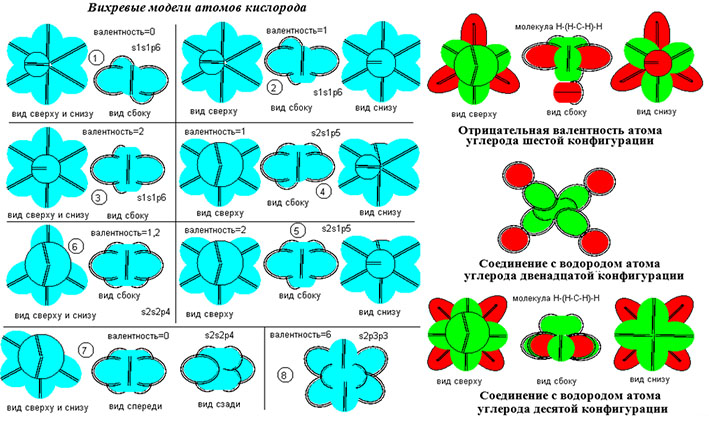 Вихревые модели атомов кислорода
валентность=0
s1s1p6
1
вид сверху и снизу
вид сбоку
валентность=1
2
s1s1p6
вид сверху
вид сбоку
вид снизу
валентность=2
3
s1s1p6
вид сверху и снизу
вид сбоку
валентность=1
s2s1p5
4
вид сверху
вид сбоку
вид снизу
6
валентность=1,2
s2s2p4
вид сверху и снизу
вид сбоку
валентность=2
5
s2s1p5
вид сверху
вид сбоку
вид снизу
7
валентность=0
s2s2p4
вид сверху и снизу
вид спереди
вид сзади
валентность=6
s2p3p3
8
молекула Н-(Н-С-Н)-Н
вид сверху
вид сбоку
вид снизу
Отрицательная валентность атома
углерода шестой конфигурации
Соединение с водородом атома
углерода двенадцатой конфигурации
молекула Н-(Н-С-Н)-Н
вид сверху
вид сбоку
вид снизу
Соединение с водородом атома
углерода десятой конфигурации